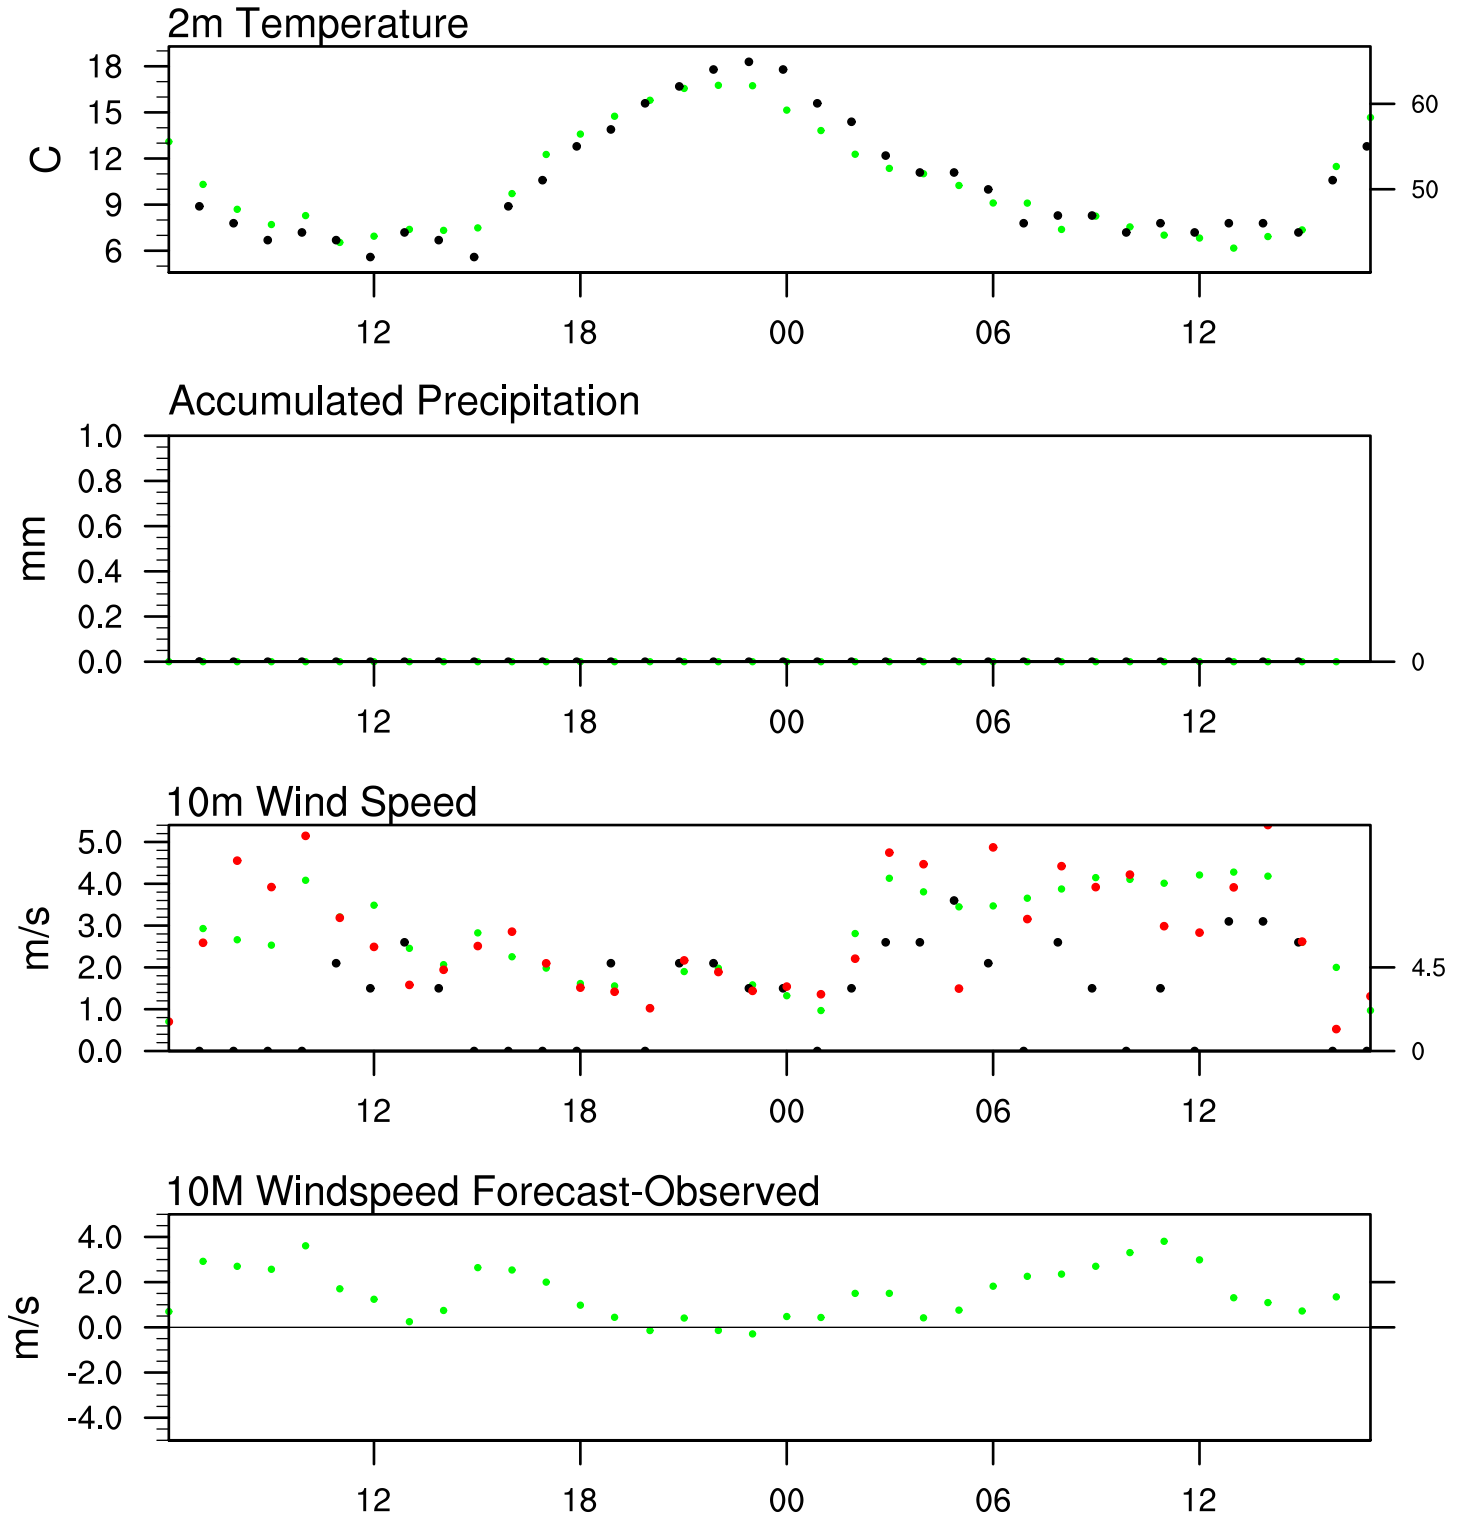 2m Temperature
18
15
12
9
6
C
60
50
12 18 00 06 12
Accumulated Precipitation
1.0
0.8
0.6
0.4
0.2
0.0
mm
0
12 18 00 06 12
10m Wind Speed
5.0
4.0
3.0
2.0
1.0
0.0
m/s
4.5
0
12 18 00 06 12
10M Windspeed Forecast-Observed
4.0
2.0
0.0
-2.0
-4.0
m/s
12 18 00 06 12